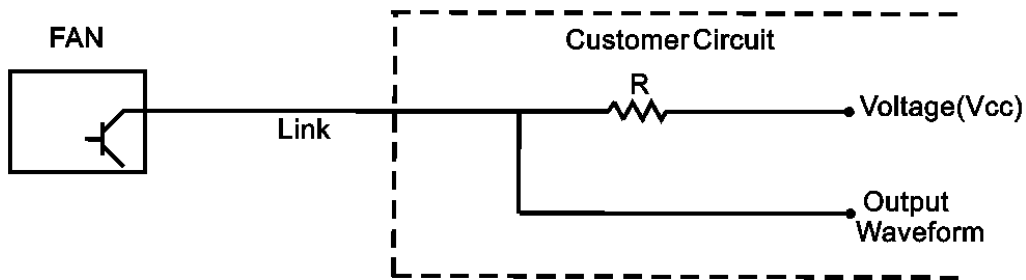 FAN
Customer Circuit
R
Link
Voltage(Vcc)
Output
Waveform